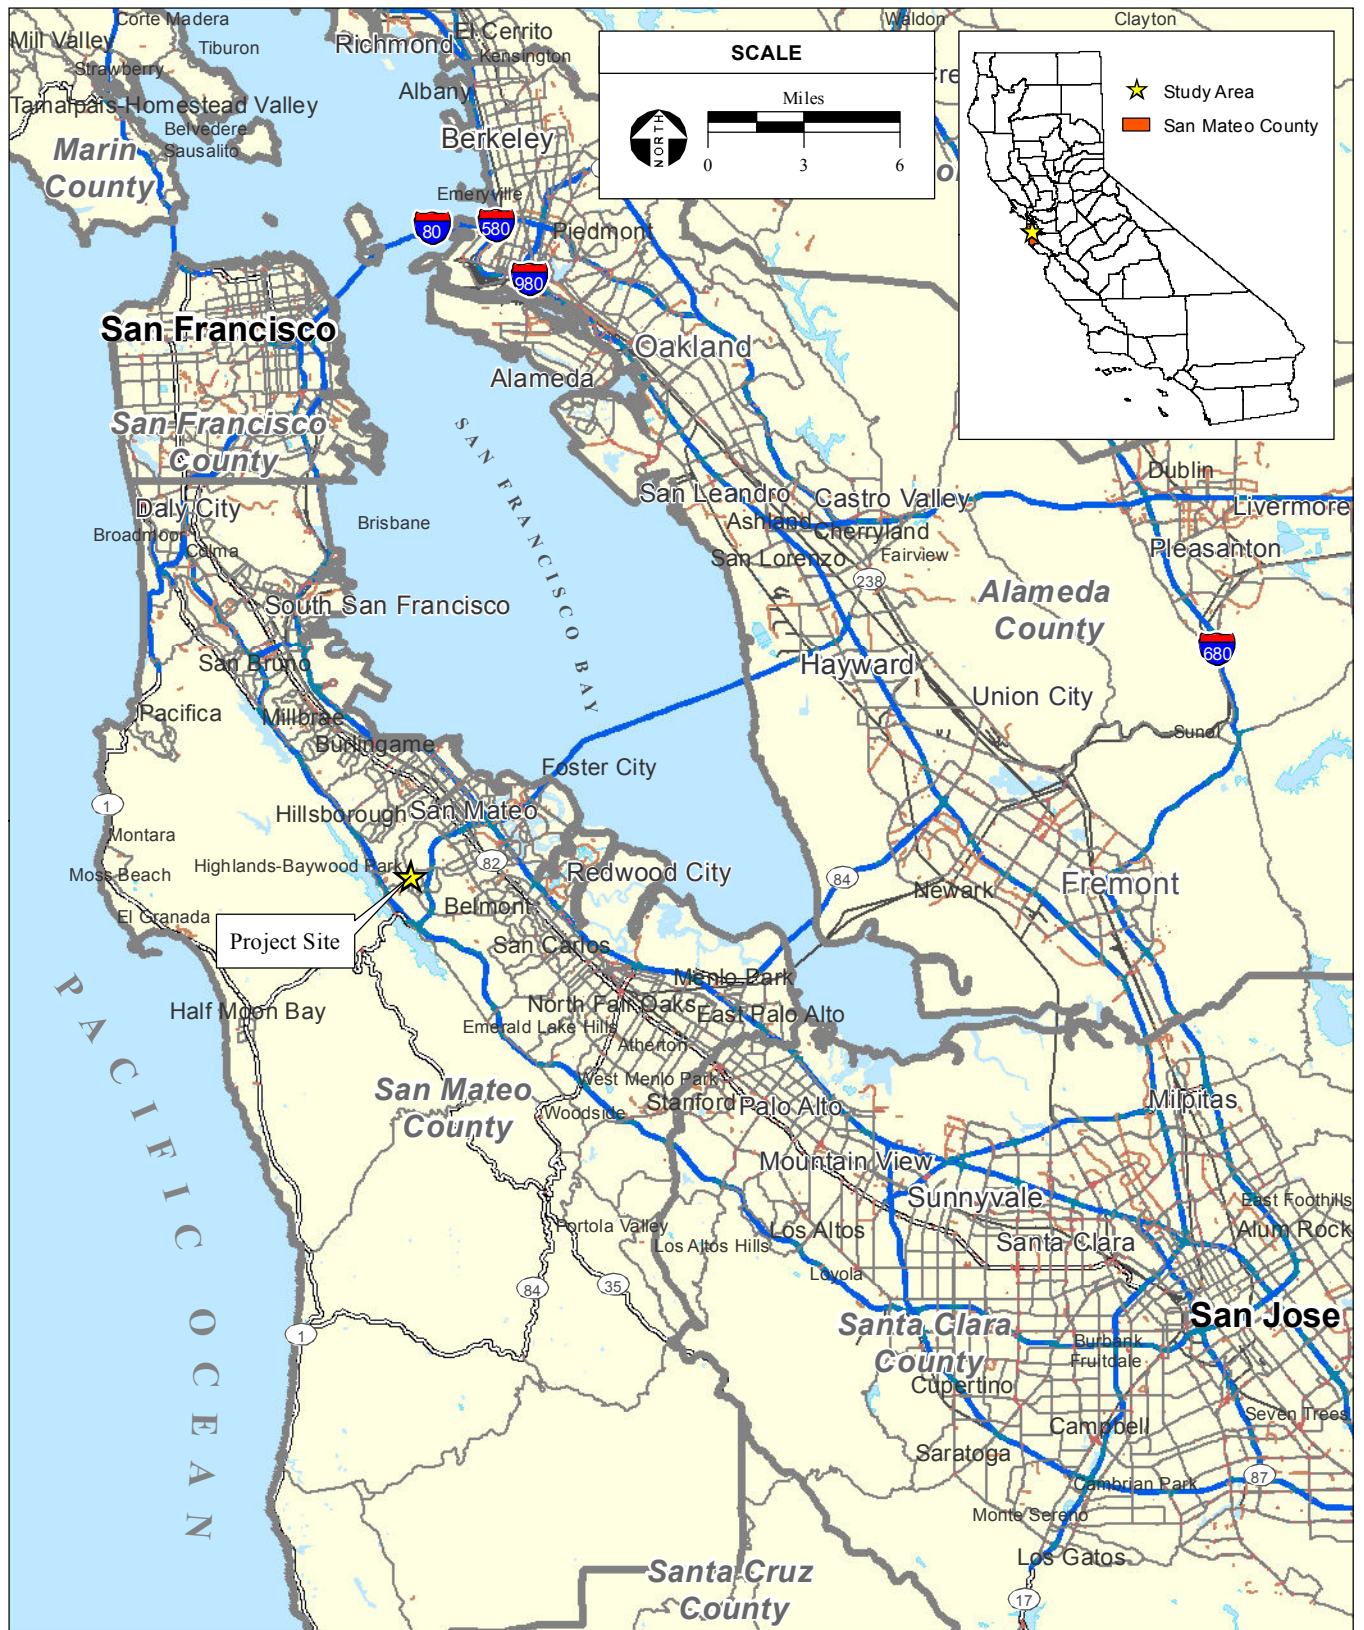 Corte Madera
Mill Valley
Tiburon
Strawberry
Tamalpais-Homestead Valley
Belvedere
Sausalito
Marin
County
Richmond
El Cerrito
Kensington
Albany
Berkeley
Emeryville
Waldon
Clayton
SCALE
Miles
NORTH
0
3
6
Study Area
San Mateo County
80
580
980
Piedmont
San Francisco
Oakland
Alameda
San Francisco
County
SAN FRANCISCO BAY
Daly City
Broadmoor
Colma
Brisbane
San Leandro
Castro Valley
Ashland
Cherryland
San Lorenzo
Fairview
238
Dublin
Livermore
Pleasanton
Alameda
County
680
South San Francisco
San Bruno
Hayward
Union City
Sunol
Pacifica
Millbrae
Burlingame
Foster City
Hillsborough
San Mateo
1
Montara
Moss Beach
Highlands-Baywood Park
82
Redwood City
84
Newark
Fremont
El Granada
Belmont
Project Site
San Carlos
Menlo Park
Half Moon Bay
North Fair Oaks
East Palo Alto
Emerald Lake Hills
Atherton
PACIFIC OCEAN
San Mateo
County
West Menlo Park
Stanford
Palo Alto
Woodside
Milpitas
Mountain View
Sunnyvale
East Foothills
Alum Rock
Portola Valley
Los Altos Hills
Los Altos
Santa Clara
Loyola
84
35
1
Santa Clara
County
San Jose
Burbank
Fruitdale
Cupertino
Campbell
Seven Trees
Saratoga
Cambrian Park
87
Monte Sereno
Los Gatos
17
Santa Cruz
County